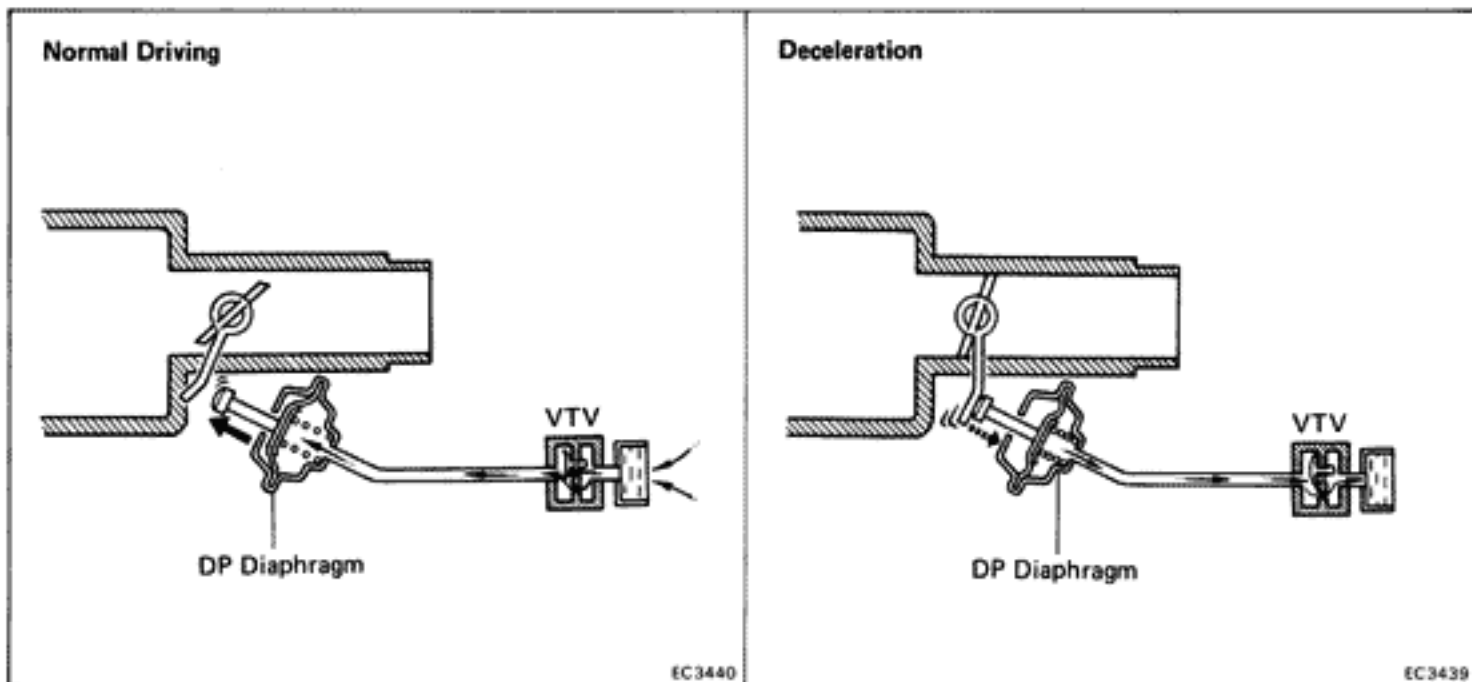 Normal Driving
VTV
DP Diaphragm
EC3440
Deceleration
VTV
DP Diaphragm
EC3439